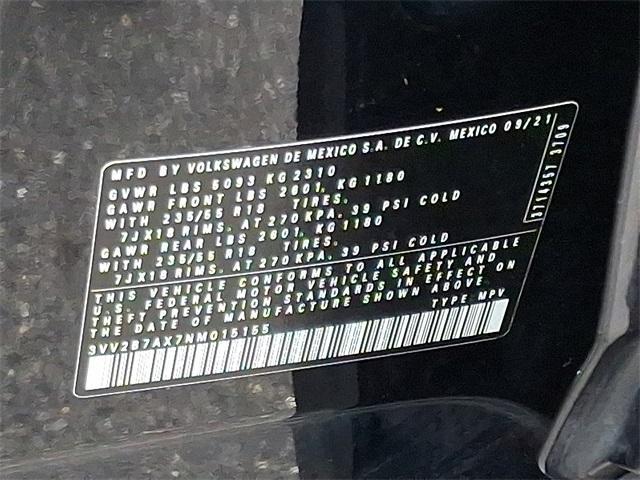 MFD BY VOLKSWAGEN DE MEXICO S.A. DE C.V. MEXICO 09/21
GVWR LBS 5093 KG 2310
GAWR FRONT LBS 2601. KG 1180
WITH 235/55 R18 TIRES.
7JX18 RIMS. AT 270 KPA. 39 PSI COLD
GAWR REAR LBS 2601. KG 1180
WITH 235/55 R18 TIRES.
7JX18 RIMS. AT 270 KPA. 39 PSI COLD
THIS VEHICLE CONFORMS TO ALL APPLICABLE
U.S. FEDERAL MOTOR VEHICLE SAFETY AND
THEFT PREVENTION STANDARDS IN EFFECT ON
THE DATE OF MANUFACTURE SHOWN ABOVE.
TYPE MPV
3VV2B7AX7NM015155